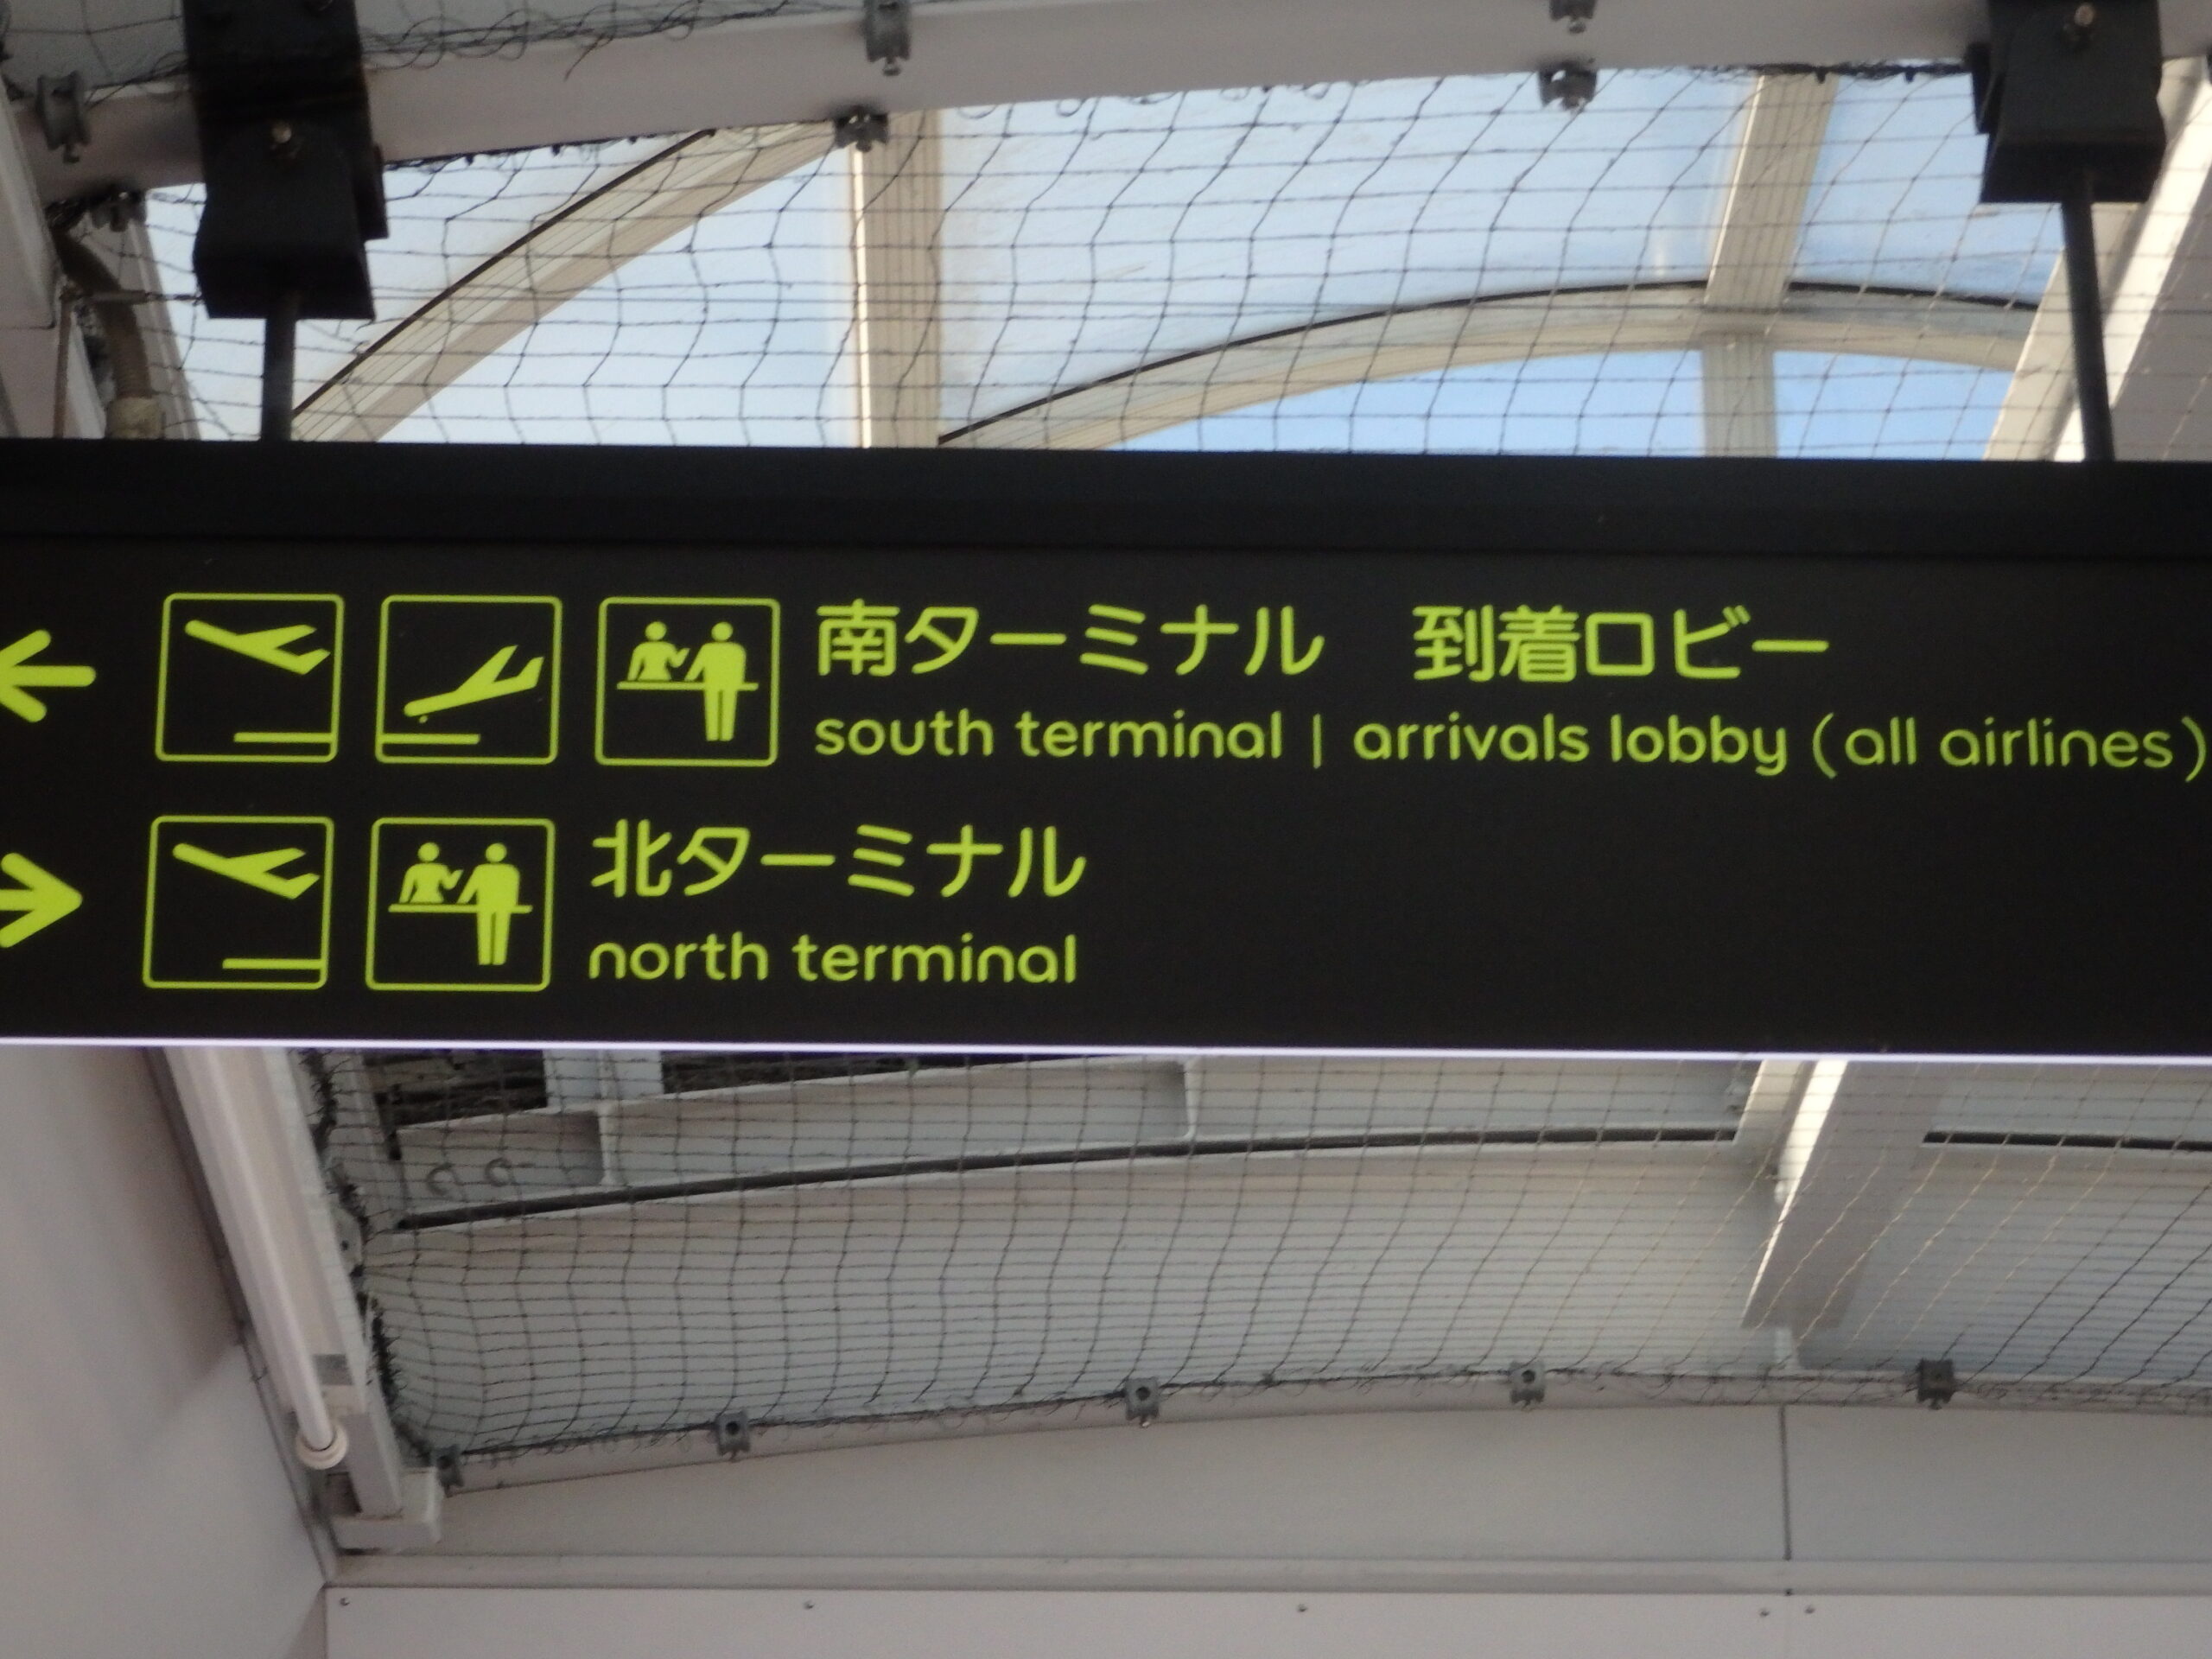 南ターミナル　到着ロビー
south terminal | arrivals lobby (all airlines)
北ターミナル
north terminal